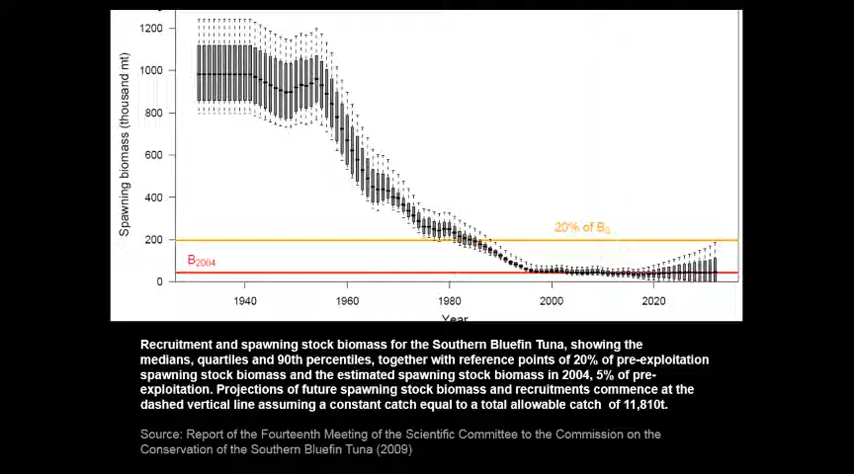 1000
800
600
400
200
0
Spawning biomass (thousand mt)
20% of B₀
B2004
1940 1960 1980 2000 2020
Year
Recruitment and spawning stock biomass for the Southern Bluefin Tuna, showing the
medians, quartiles and 90th percentiles, together with reference points of 20% of pre-exploitation
spawning stock biomass and the estimated spawning stock biomass in 2004, 5% of pre-
exploitation. Projections of future spawning stock biomass and recruitments commence at the
dashed vertical line assuming a constant catch equal to a total allowable catch of 11,810t.
Source: Report of the Fourteenth Meeting of the Scientific Committee to the Commission on the
Conservation of the Southern Bluefin Tuna (2009)